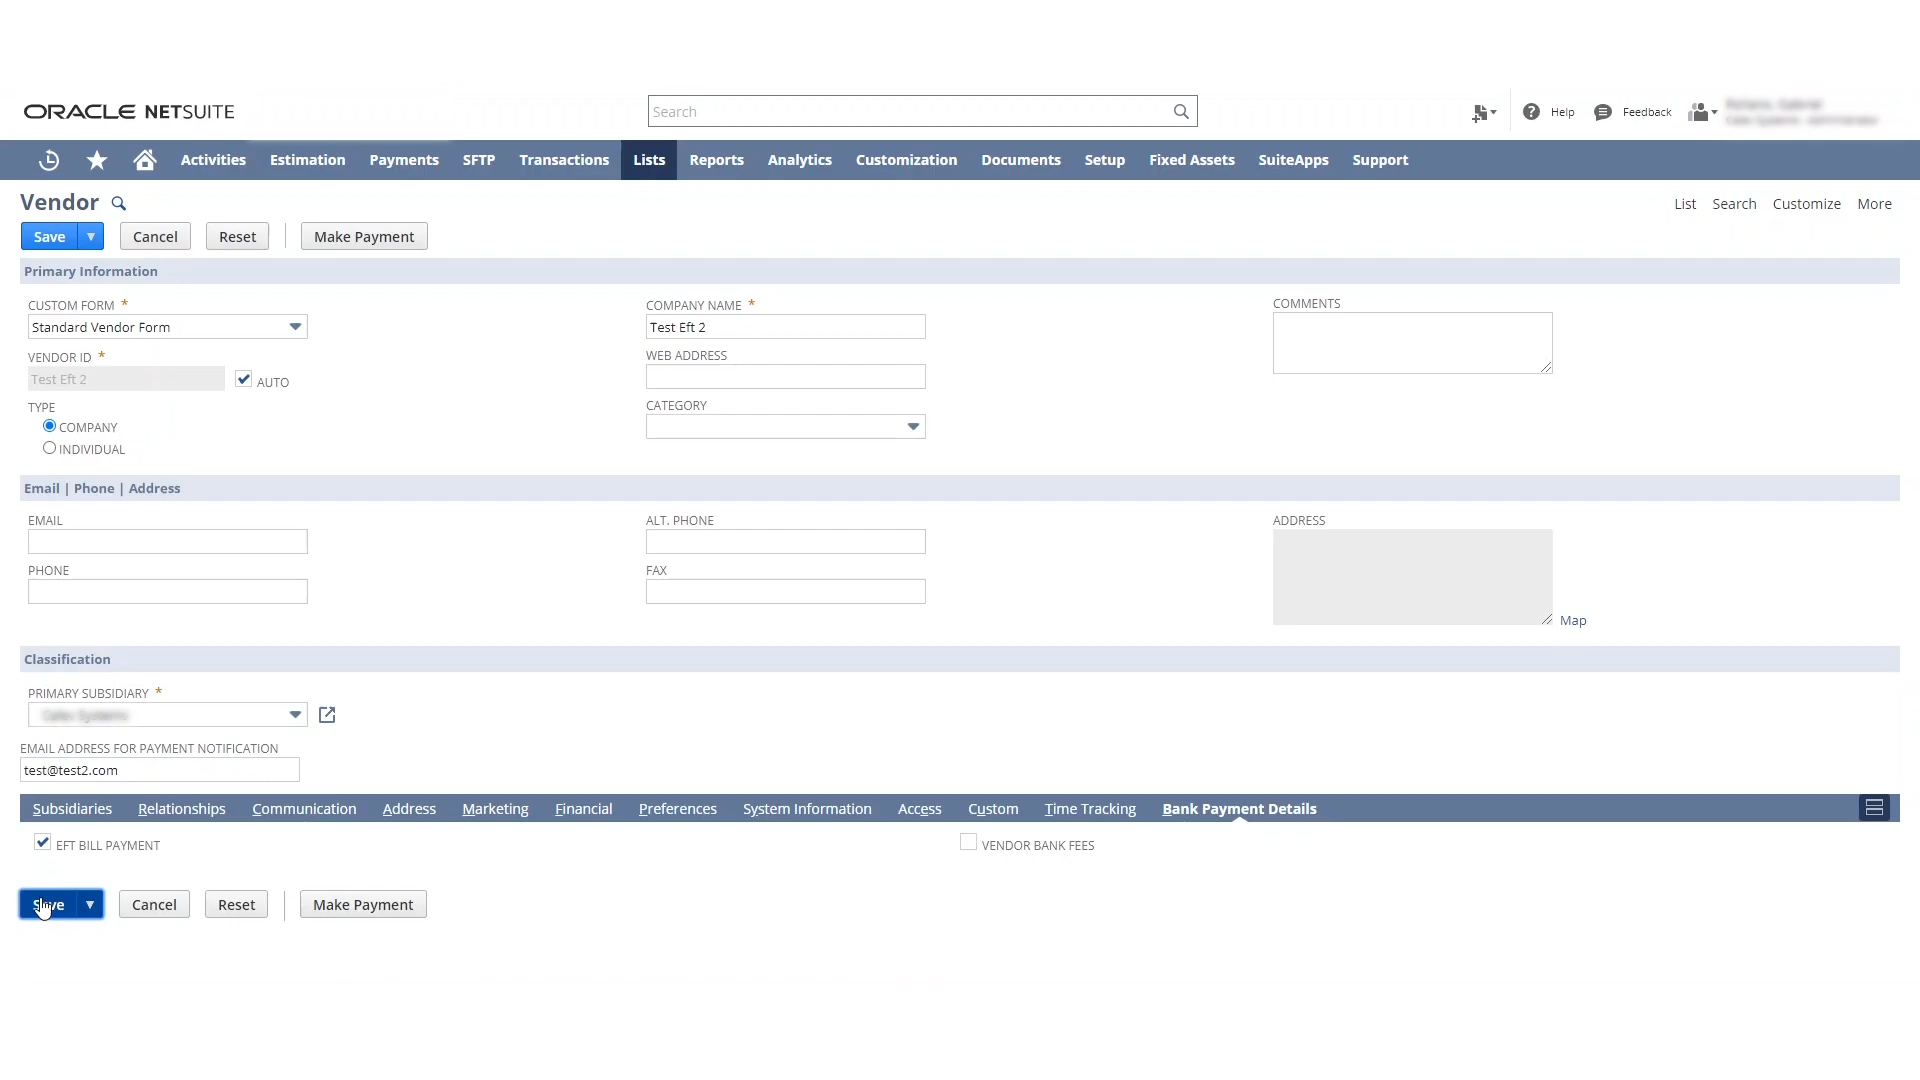 ORACLE NETSUITE
Search
Help
Feedback
Activities Estimation Payments SFTP Transactions Lists Reports Analytics Customization Documents Setup Fixed Assets SuiteApps Support
Vendor
List Search Customize More
Save Cancel Reset Make Payment
Primary Information
CUSTOM FORM *
Standard Vendor Form
VENDOR ID *
Test Eft 2
AUTO
TYPE
COMPANY
INDIVIDUAL
COMPANY NAME *
Test Eft 2
WEB ADDRESS
CATEGORY
COMMENTS
Email | Phone | Address
EMAIL
PHONE
ALT. PHONE
FAX
ADDRESS
Map
Classification
PRIMARY SUBSIDIARY *
EMAIL ADDRESS FOR PAYMENT NOTIFICATION
test@test2.com
Subsidiaries Relationships Communication Address Marketing Financial Preferences System Information Access Custom Time Tracking Bank Payment Details
EFT BILL PAYMENT
VENDOR BANK FEES
Save Cancel Reset Make Payment